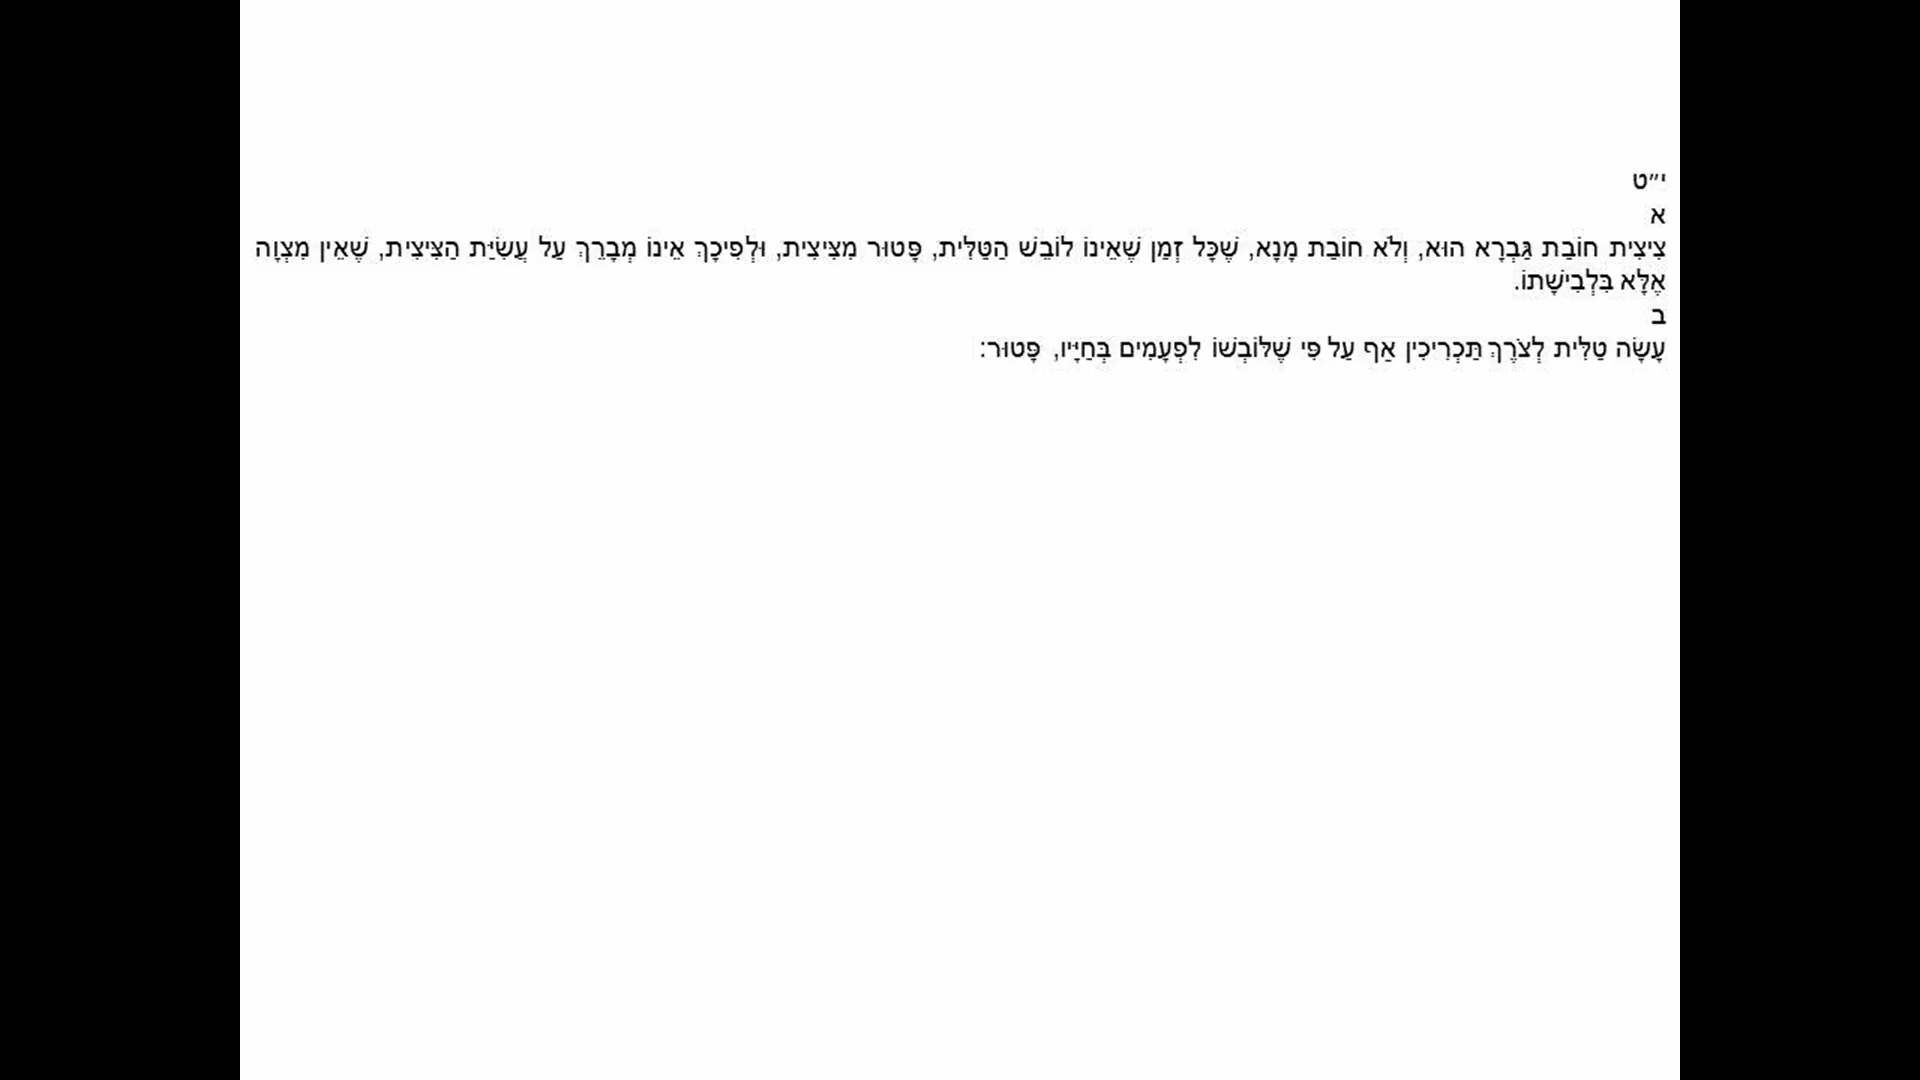 י״ט
א
צִיצִית חוֹבַת גַּבְרָא הוּא, וְלֹא חוֹבַת מָנָא, שֶׁכָּל זְמַן שֶׁאֵינוֹ לוֹבֵשׁ הַטַּלִּית, פָּטוּר מִצִּיצִית, וּלְפִיכָךְ אֵינוֹ מְבָרֵךְ עַל עֲשִׂיַּת הַצִּיצִית, שֶׁאֵין מִצְוָה
אֶלָּא בִּלְבִישָׁתוֹ.
ב
עָשָׂה טַלִּית לְצֹרֶךְ תַּכְרִיכִין אַף עַל פִּי שֶׁלּוֹבְשׁוֹ לִפְעָמִים בְּחַיָּיו, פָּטוּר: